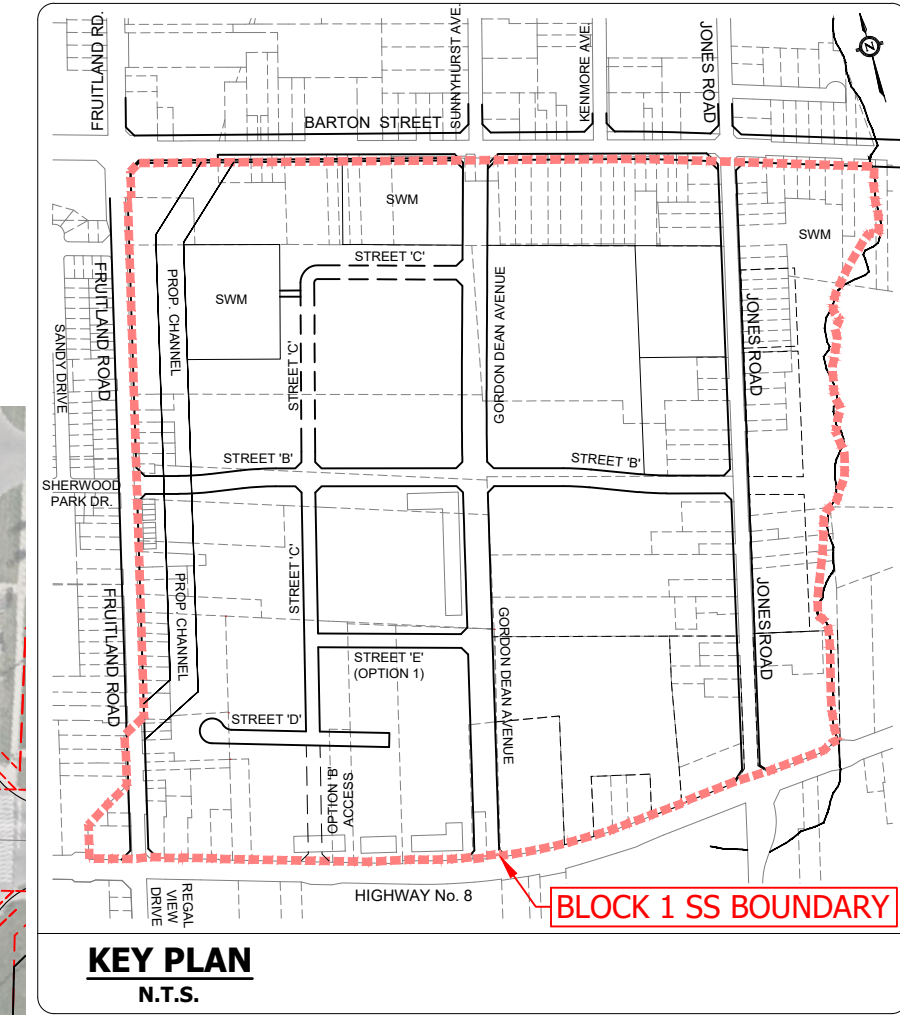 FRUITLAND RD.
SUNNYHURST AVE.
KENMORE AVE.
JONES ROAD
N
BARTON STREET
SWM
SWM
STREET 'C'
FRUITLAND ROAD
PROP. CHANNEL
SWM
GORDON DEAN AVENUE
JONES ROAD
SANDY DRIVE
STREET 'C'
STREET 'B'
STREET 'B'
SHERWOOD
PARK DR.
STREET 'C'
FRUITLAND ROAD
PROP. CHANNEL
GORDON DEAN AVENUE
JONES ROAD
STREET 'E'
(OPTION 1)
STREET 'D'
OPTION 'B'
ACCESS
REGAL
VIEW
DRIVE
HIGHWAY No. 8
BLOCK 1 SS BOUNDARY
KEY PLAN
N.T.S.